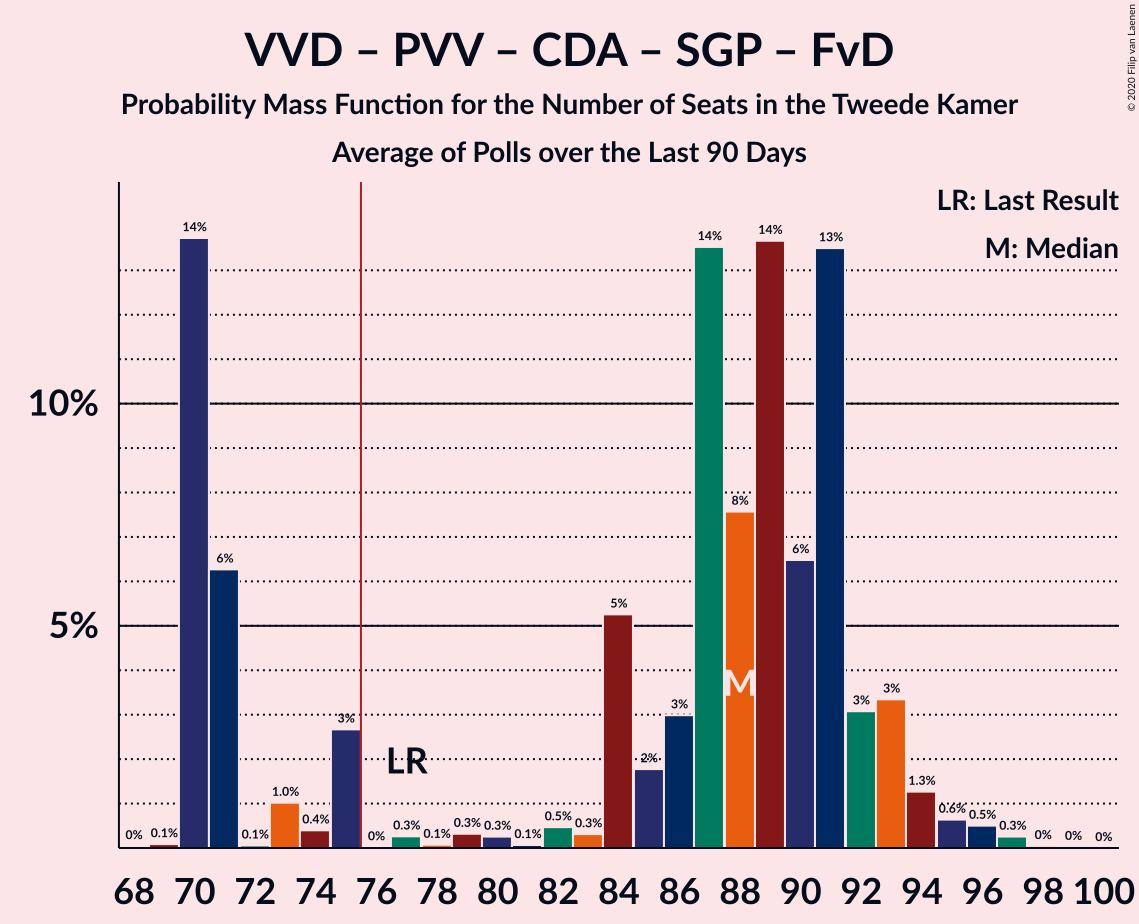 VVD – PVV – CDA – SGP – FvD
Probability Mass Function for the Number of Seats in the Tweede Kamer
Average of Polls over the Last 90 Days
© 2020 Filip van Laenen
LR: Last Result
M: Median
10%
5%
0% 0.1% 14% 6% 0.1% 1.0% 0.4% 3% 0% 0.3% 0.1% 0.3% 0.3% 0.1% 0.5% 0.3% 5% 2% 3% 14% 8% 14% 6% 13% 3% 3% 1.3% 0.6% 0.5% 0.3% 0% 0% 0%
M
LR
68 70 72 74 76 78 80 82 84 86 88 90 92 94 96 98 100